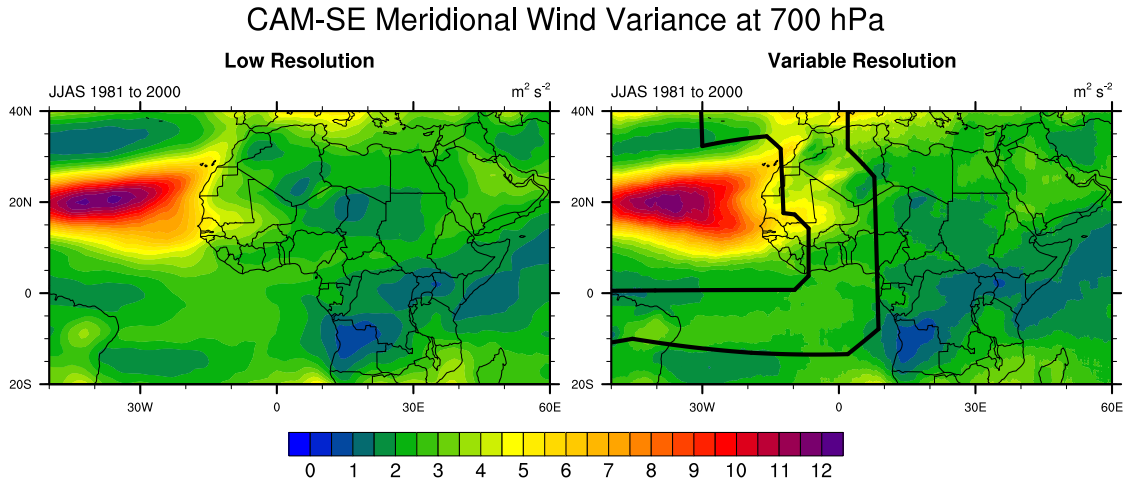 CAM-SE Meridional Wind Variance at 700 hPa
Low Resolution
JJAS 1981 to 2000 m² s⁻²
40N
20N
0
20S
30W 0 30E 60E
Variable Resolution
JJAS 1981 to 2000 m² s⁻²
40N
20N
0
20S
30W 0 30E 60E
0 1 2 3 4 5 6 7 8 9 10 11 12